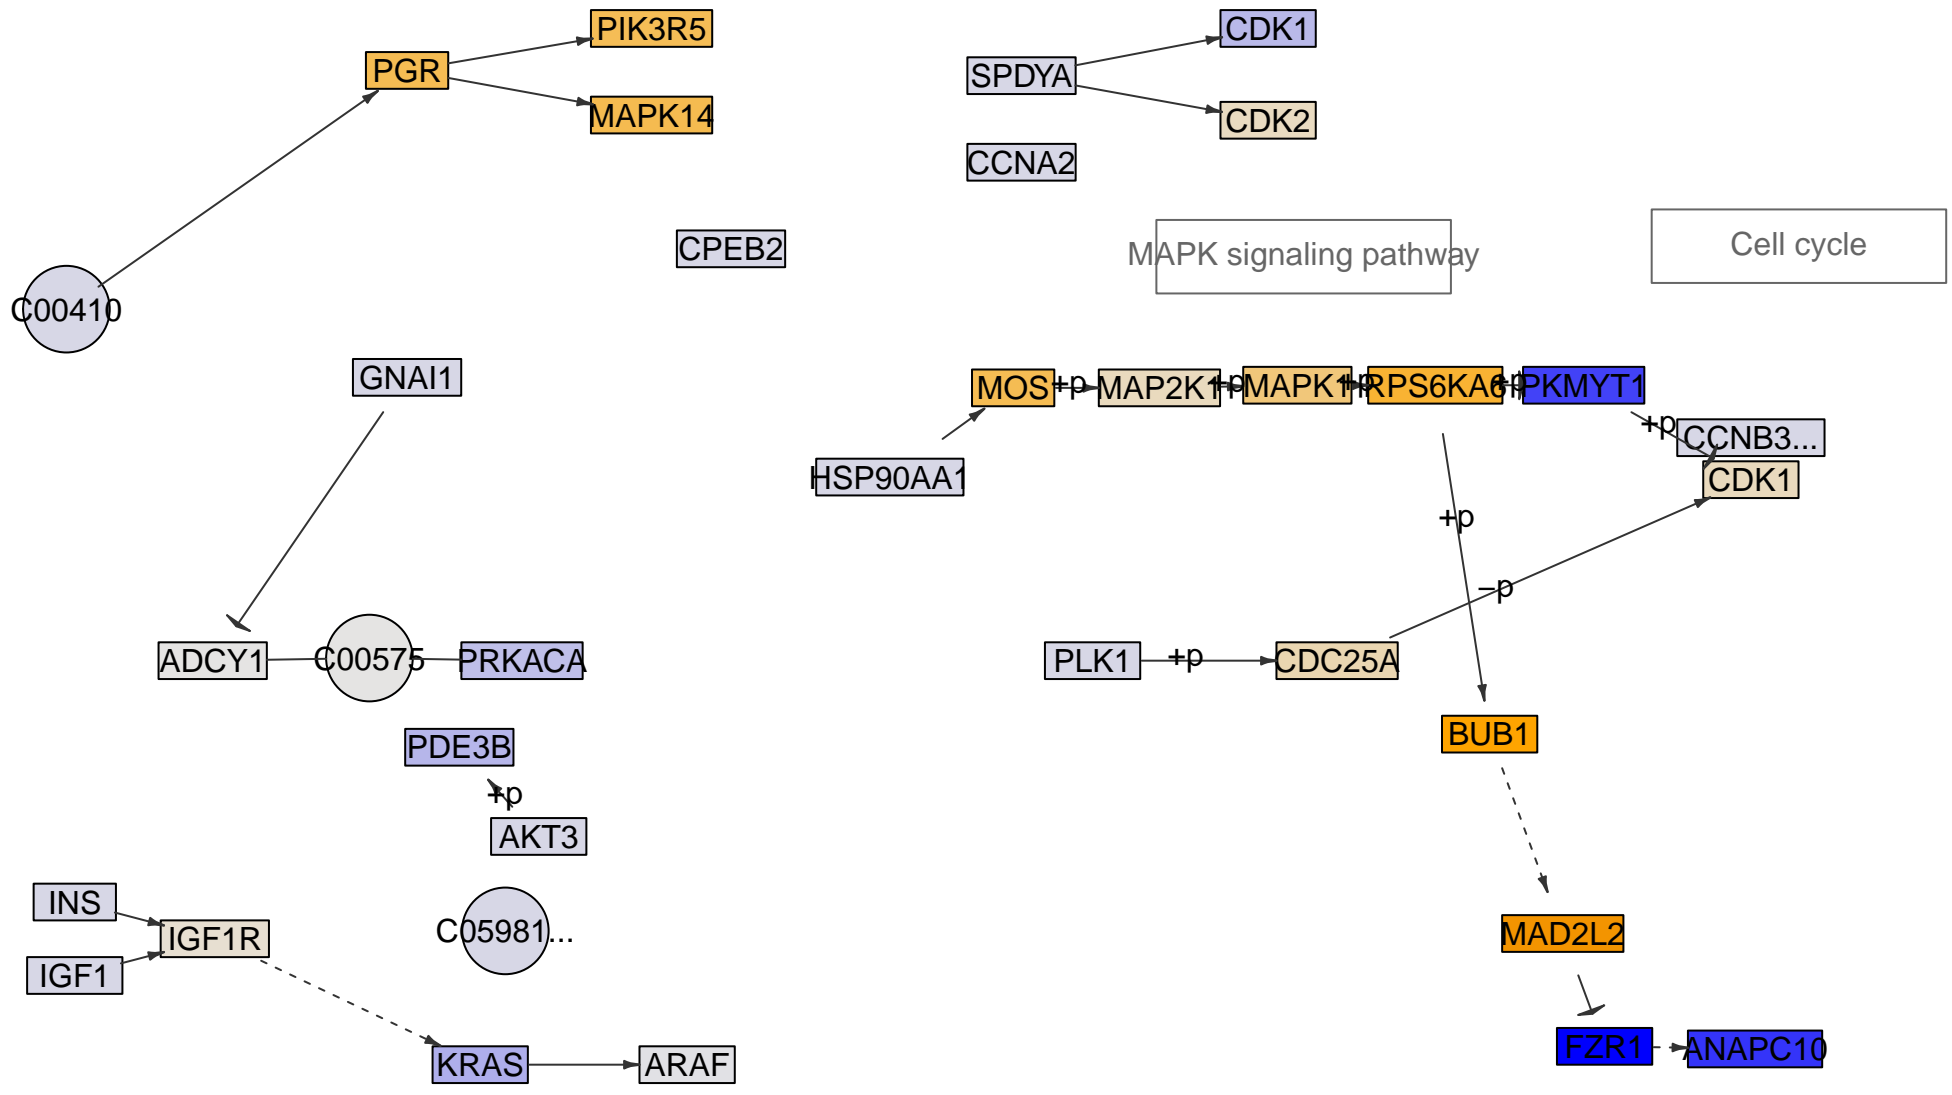 PIK3R5
CDK1
PGR
SPDYA
MAPK14
CDK2
CCNA2
CPEB2
MAPK signaling pathway
Cell cycle
C00410
GNAI1
MOS
+p
MAP2K1
+p
MAPK1
+p
RPS6KA6
+p
PKMYT1
+p
CCNB3...
HSP90AA1
CDK1
+p
−p
ADCY1
C00575
PRKACA
PLK1
+p
CDC25A
BUB1
PDE3B
+p
AKT3
INS
IGF1R
C05981...
MAD2L2
IGF1
KRAS
ARAF
FZR1
ANAPC10